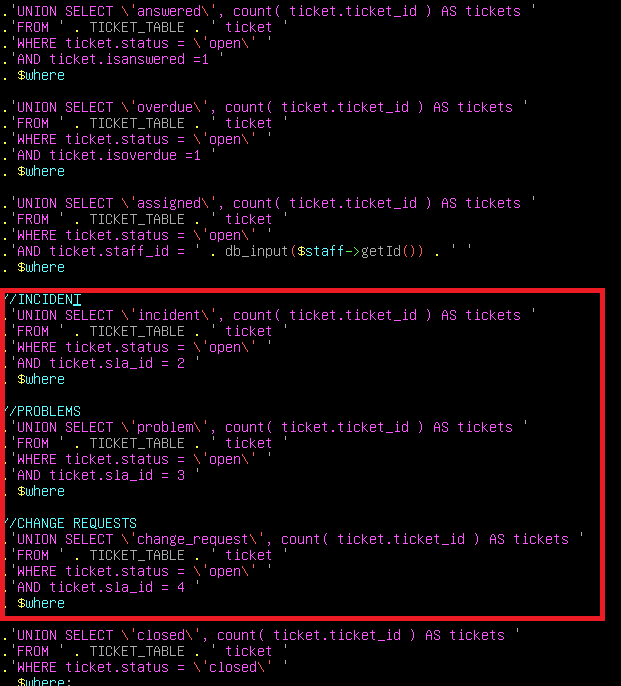 .'UNION SELECT \'answered\', count( ticket.ticket_id ) AS tickets '
.'FROM ' . TICKET_TABLE . ' ticket '
.'WHERE ticket.status = \'open\' '
.'AND ticket.isanswered =1 '
. $where
.'UNION SELECT \'overdue\', count( ticket.ticket_id ) AS tickets '
.'FROM ' . TICKET_TABLE . ' ticket '
.'WHERE ticket.status = \'open\' '
.'AND ticket.isoverdue =1 '
. $where
.'UNION SELECT \'assigned\', count( ticket.ticket_id ) AS tickets '
.'FROM ' . TICKET_TABLE . ' ticket '
.'WHERE ticket.status = \'open\' '
.'AND ticket.staff_id = ' . db_input($staff->getId()) . ' '
. $where
//INCIDENT
.'UNION SELECT \'incident\', count( ticket.ticket_id ) AS tickets '
.'FROM ' . TICKET_TABLE . ' ticket '
.'WHERE ticket.status = \'open\' '
.'AND ticket.sla_id = 2 '
. $where
//PROBLEMS
.'UNION SELECT \'problem\', count( ticket.ticket_id ) AS tickets '
.'FROM ' . TICKET_TABLE . ' ticket '
.'WHERE ticket.status = \'open\' '
.'AND ticket.sla_id = 3 '
. $where
//CHANGE REQUESTS
.'UNION SELECT \'change_request\', count( ticket.ticket_id ) AS tickets '
.'FROM ' . TICKET_TABLE . ' ticket '
.'WHERE ticket.status = \'open\' '
.'AND ticket.sla_id = 4 '
. $where
.'UNION SELECT \'closed\', count( ticket.ticket_id ) AS tickets '
.'FROM ' . TICKET_TABLE . ' ticket '
.'WHERE ticket.status = \'closed\' '
. $where;